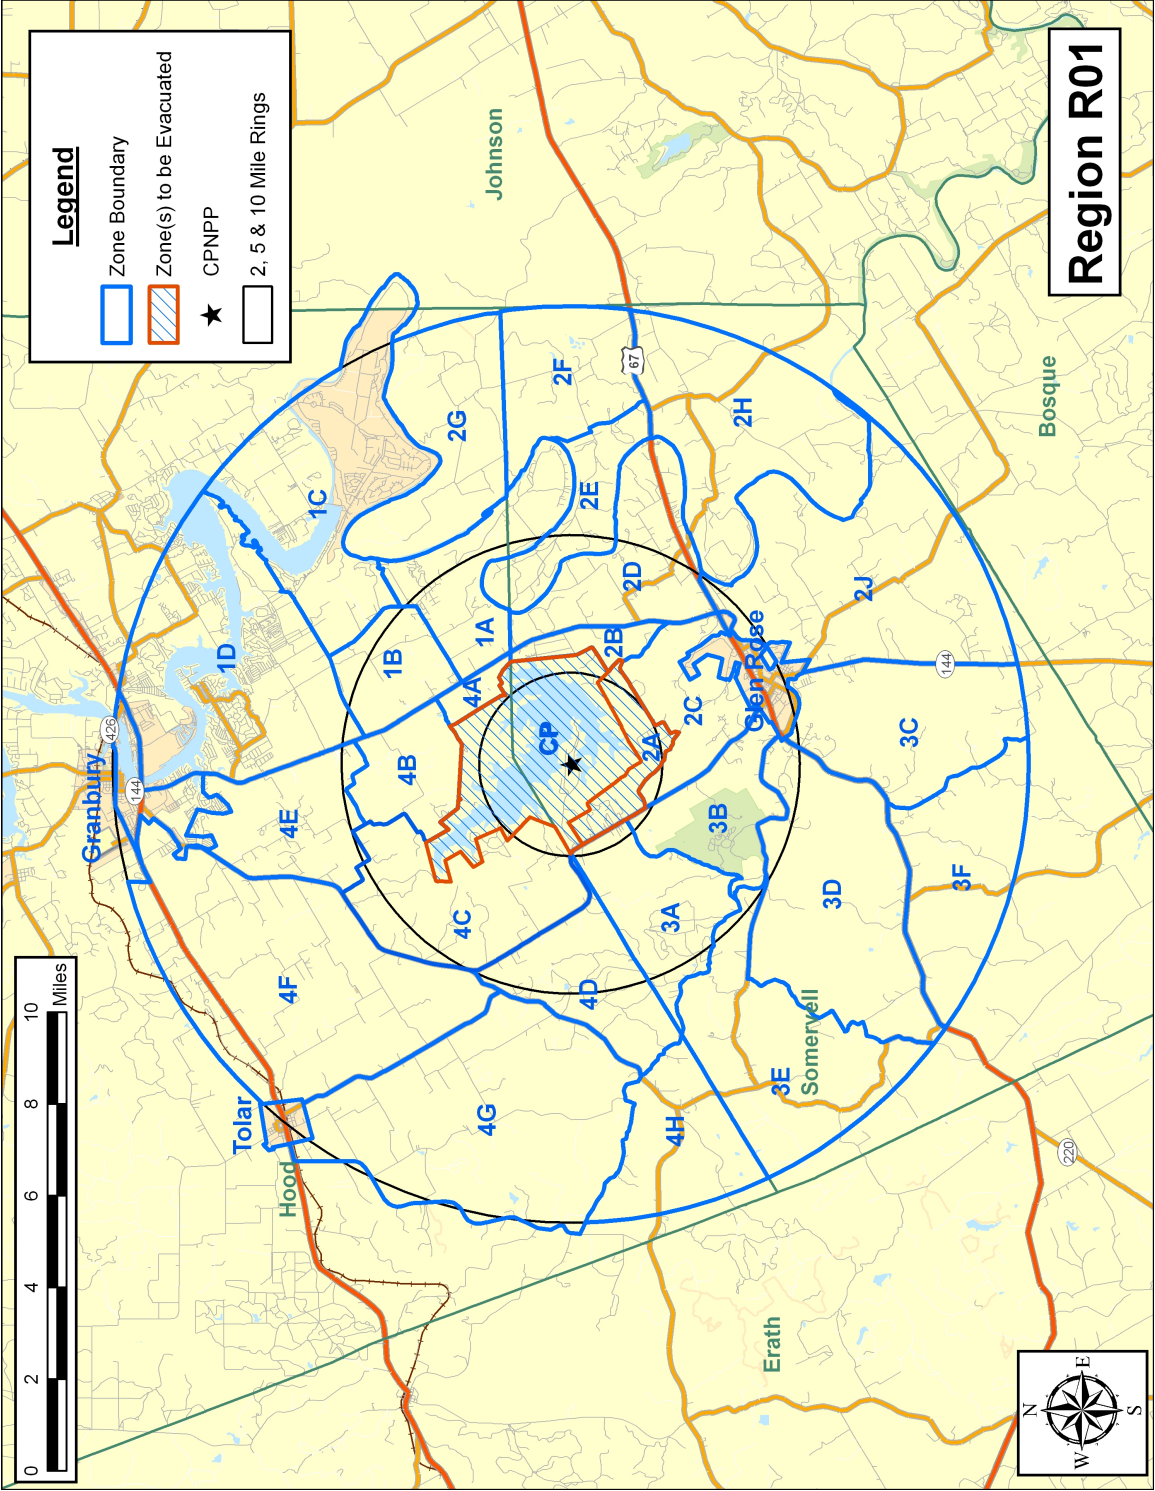 Legend
Zone Boundary
Zone(s) to be Evacuated
CPNPP
2, 5 & 10 Mile Rings
Region R01
Johnson
Bosque
Hood
Somervell
Erath
Granbury
Tolar
Glen Rose
CP
1A
1B
1C
1D
2A
2B
2C
2D
2E
2F
2G
2H
2J
3A
3B
3C
3D
3E
3F
4A
4B
4C
4D
4E
4F
4G
4H
67
144
144
426
220
0 2 4 6 8 10
Miles
N
W E
S